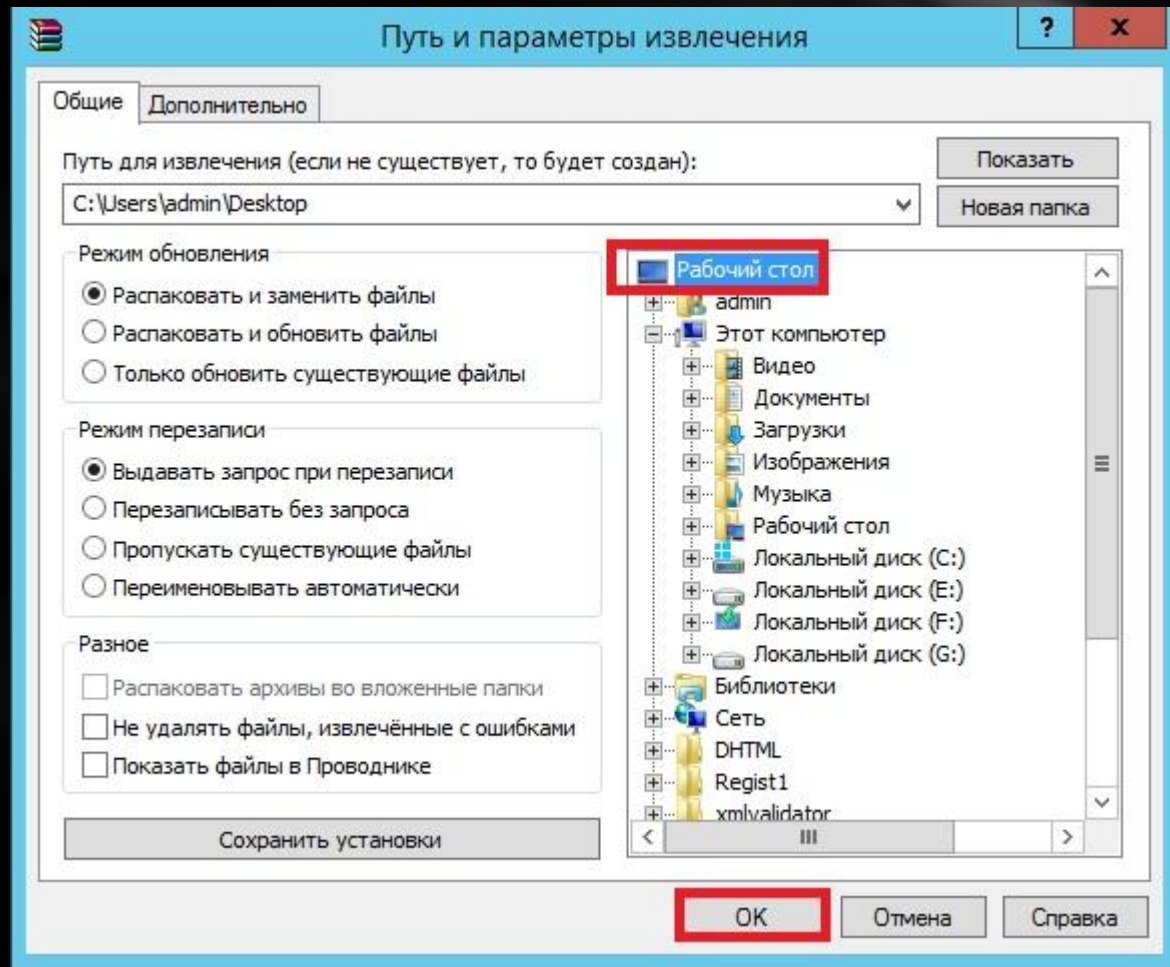 Путь и параметры извлечения
? x
Общие
Дополнительно
Путь для извлечения (если не существует, то будет создан):
Показать
C:\Users\admin\Desktop
Новая папка
Режим обновления
Распаковать и заменить файлы
Распаковать и обновить файлы
Только обновить существующие файлы
Режим перезаписи
Выдавать запрос при перезаписи
Перезаписывать без запроса
Пропускать существующие файлы
Переименовывать автоматически
Разное
Распаковать архивы во вложенные папки
Не удалять файлы, извлечённые с ошибками
Показать файлы в Проводнике
Сохранить установки
Рабочий стол
admin
Этот компьютер
Видео
Документы
Загрузки
Изображения
Музыка
Рабочий стол
Локальный диск (C:)
Локальный диск (E:)
Локальный диск (F:)
Локальный диск (G:)
Библиотеки
Сеть
DHTML
Regist1
xmlvalidator
OK
Отмена
Справка